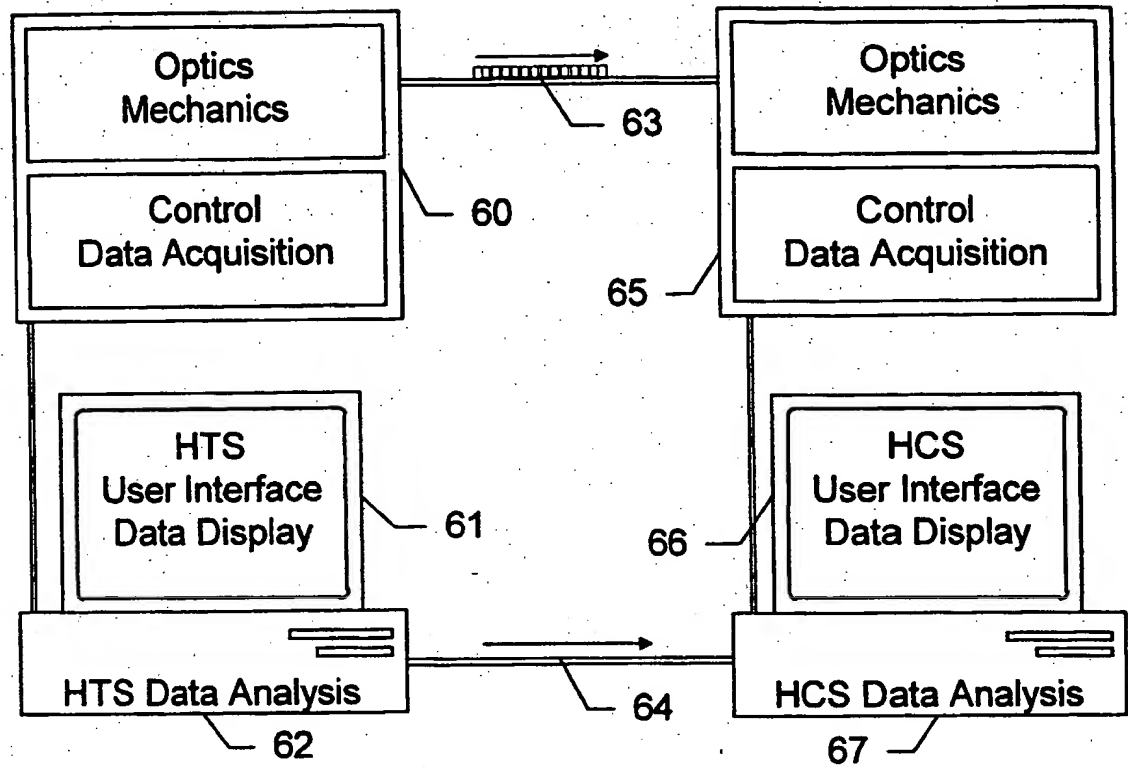 Optics
Mechanics
Control
Data Acquisition
60
63
Optics
Mechanics
Control
Data Acquisition
65
HTS
User Interface
Data Display
61
HTS Data Analysis
62
64
HCS
User Interface
Data Display
66
HCS Data Analysis
67